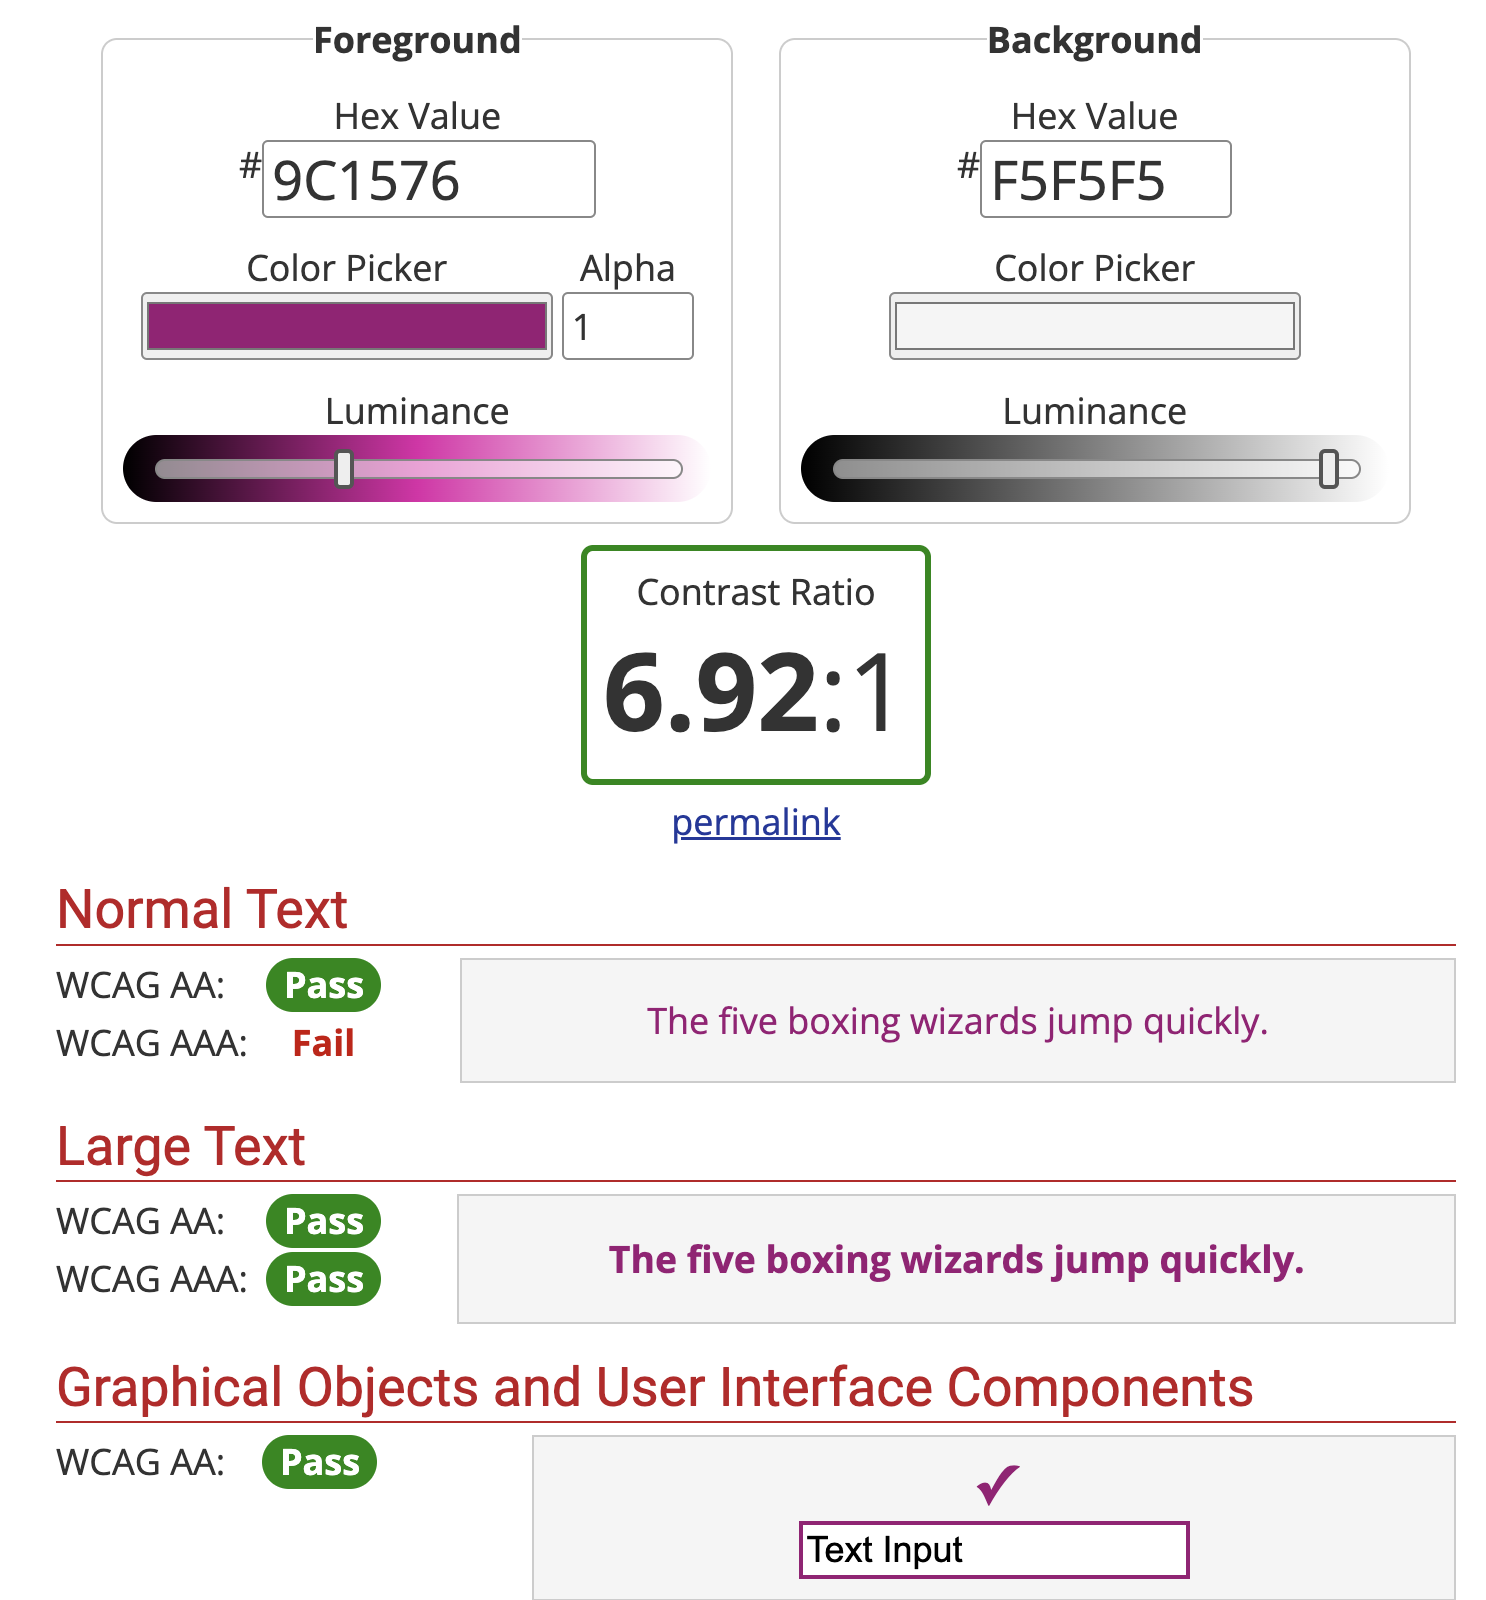 Foreground
Hex Value
#9C1576
Color Picker Alpha
1
Luminance
Background
Hex Value
#F5F5F5
Color Picker
Luminance
Contrast Ratio
6.92:1
permalink
Normal Text
WCAG AA: Pass
WCAG AAA: Fail
The five boxing wizards jump quickly.
Large Text
WCAG AA: Pass
WCAG AAA: Pass
The five boxing wizards jump quickly.
Graphical Objects and User Interface Components
WCAG AA: Pass
✓
Text Input